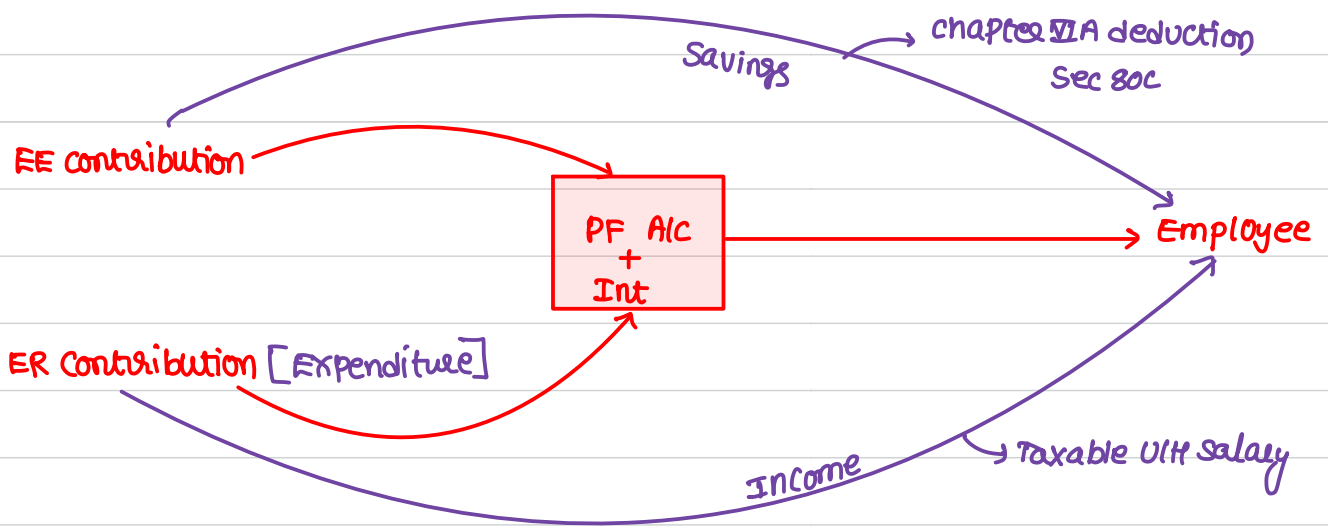 Chapter VIA deduction
Savings
Sec 80C
EE Contribution
PF A/C
+
Int
Employee
ER Contribution [Expenditure]
Income
Taxable U/H Salary